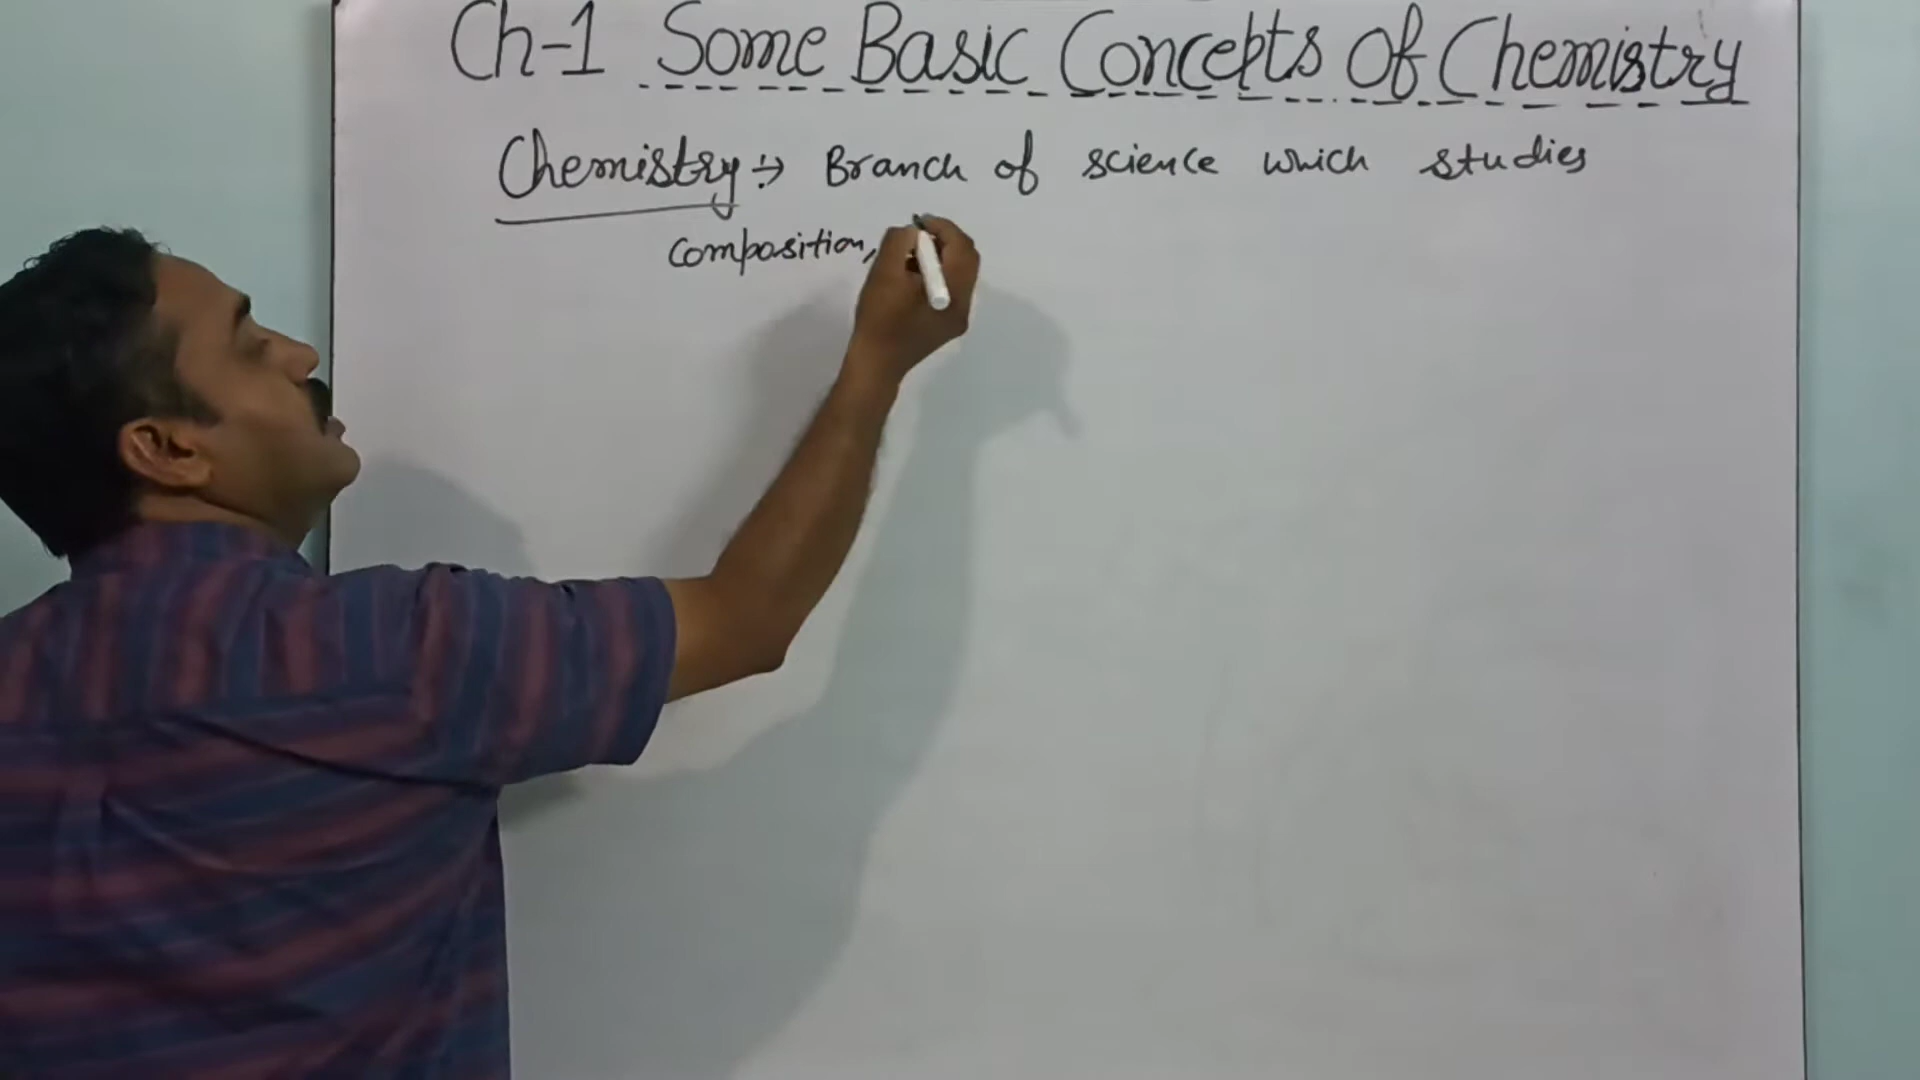 Ch-1 Some Basic Concepts Of Chemistry
Chemistry :→ Branch of science which studies
composition,